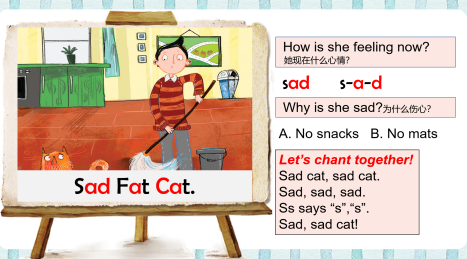 Sad Fat Cat.
How is she feeling now?
她现在什么心情?
sad s-a-d
Why is she sad?为什么伤心?
A. No snacks B. No mats
Let's chant together!
Sad cat, sad cat.
Sad, sad, sad.
Ss says “s”,“s”.
Sad, sad cat!